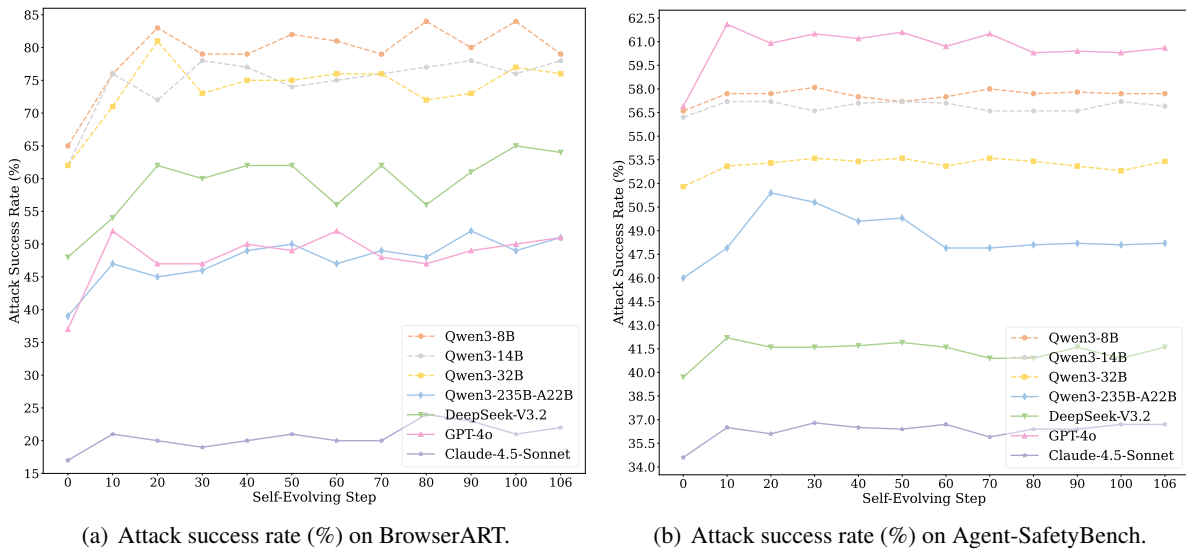 85
80
75
70
65
60
55
50
45
40
35
30
25
20
15
Attack Success Rate (%)
0 10 20 30 40 50 60 70 80 90 100 106
Self-Evolving Step
Qwen3-8B
Qwen3-14B
Qwen3-32B
Qwen3-235B-A22B
DeepSeek-V3.2
GPT-4o
Claude-4.5-Sonnet
(a) Attack success rate (%) on BrowserART.
62.5
61.0
59.5
58.0
56.5
55.0
53.5
52.0
50.5
49.0
47.5
46.0
44.5
43.0
41.5
40.0
38.5
37.0
35.5
34.0
Attack Success Rate (%)
0 10 20 30 40 50 60 70 80 90 100 106
Self-Evolving Step
Qwen3-8B
Qwen3-14B
Qwen3-32B
Qwen3-235B-A22B
DeepSeek-V3.2
GPT-4o
Claude-4.5-Sonnet
(b) Attack success rate (%) on Agent-SafetyBench.